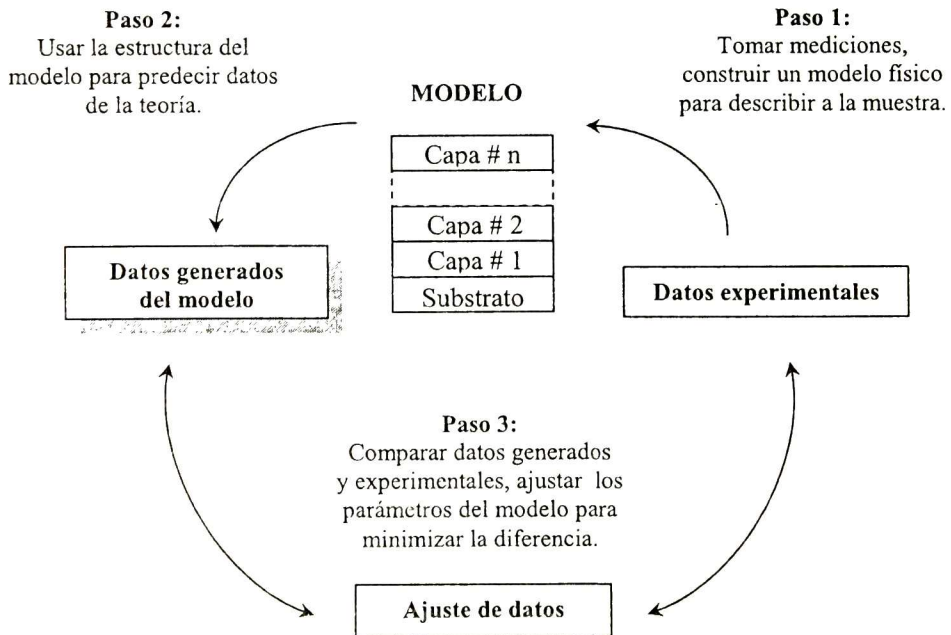 Paso 2:
Usar la estructura del
modelo para predecir datos
de la teoría.
Paso 1:
Tomar mediciones,
construir un modelo físico
para describir a la muestra.
MODELO
Capa # n
Capa # 2
Capa # 1
Substrato
Datos generados
del modelo
Datos experimentales
Paso 3:
Comparar datos generados
y experimentales, ajustar los
parámetros del modelo para
minimizar la diferencia.
Ajuste de datos